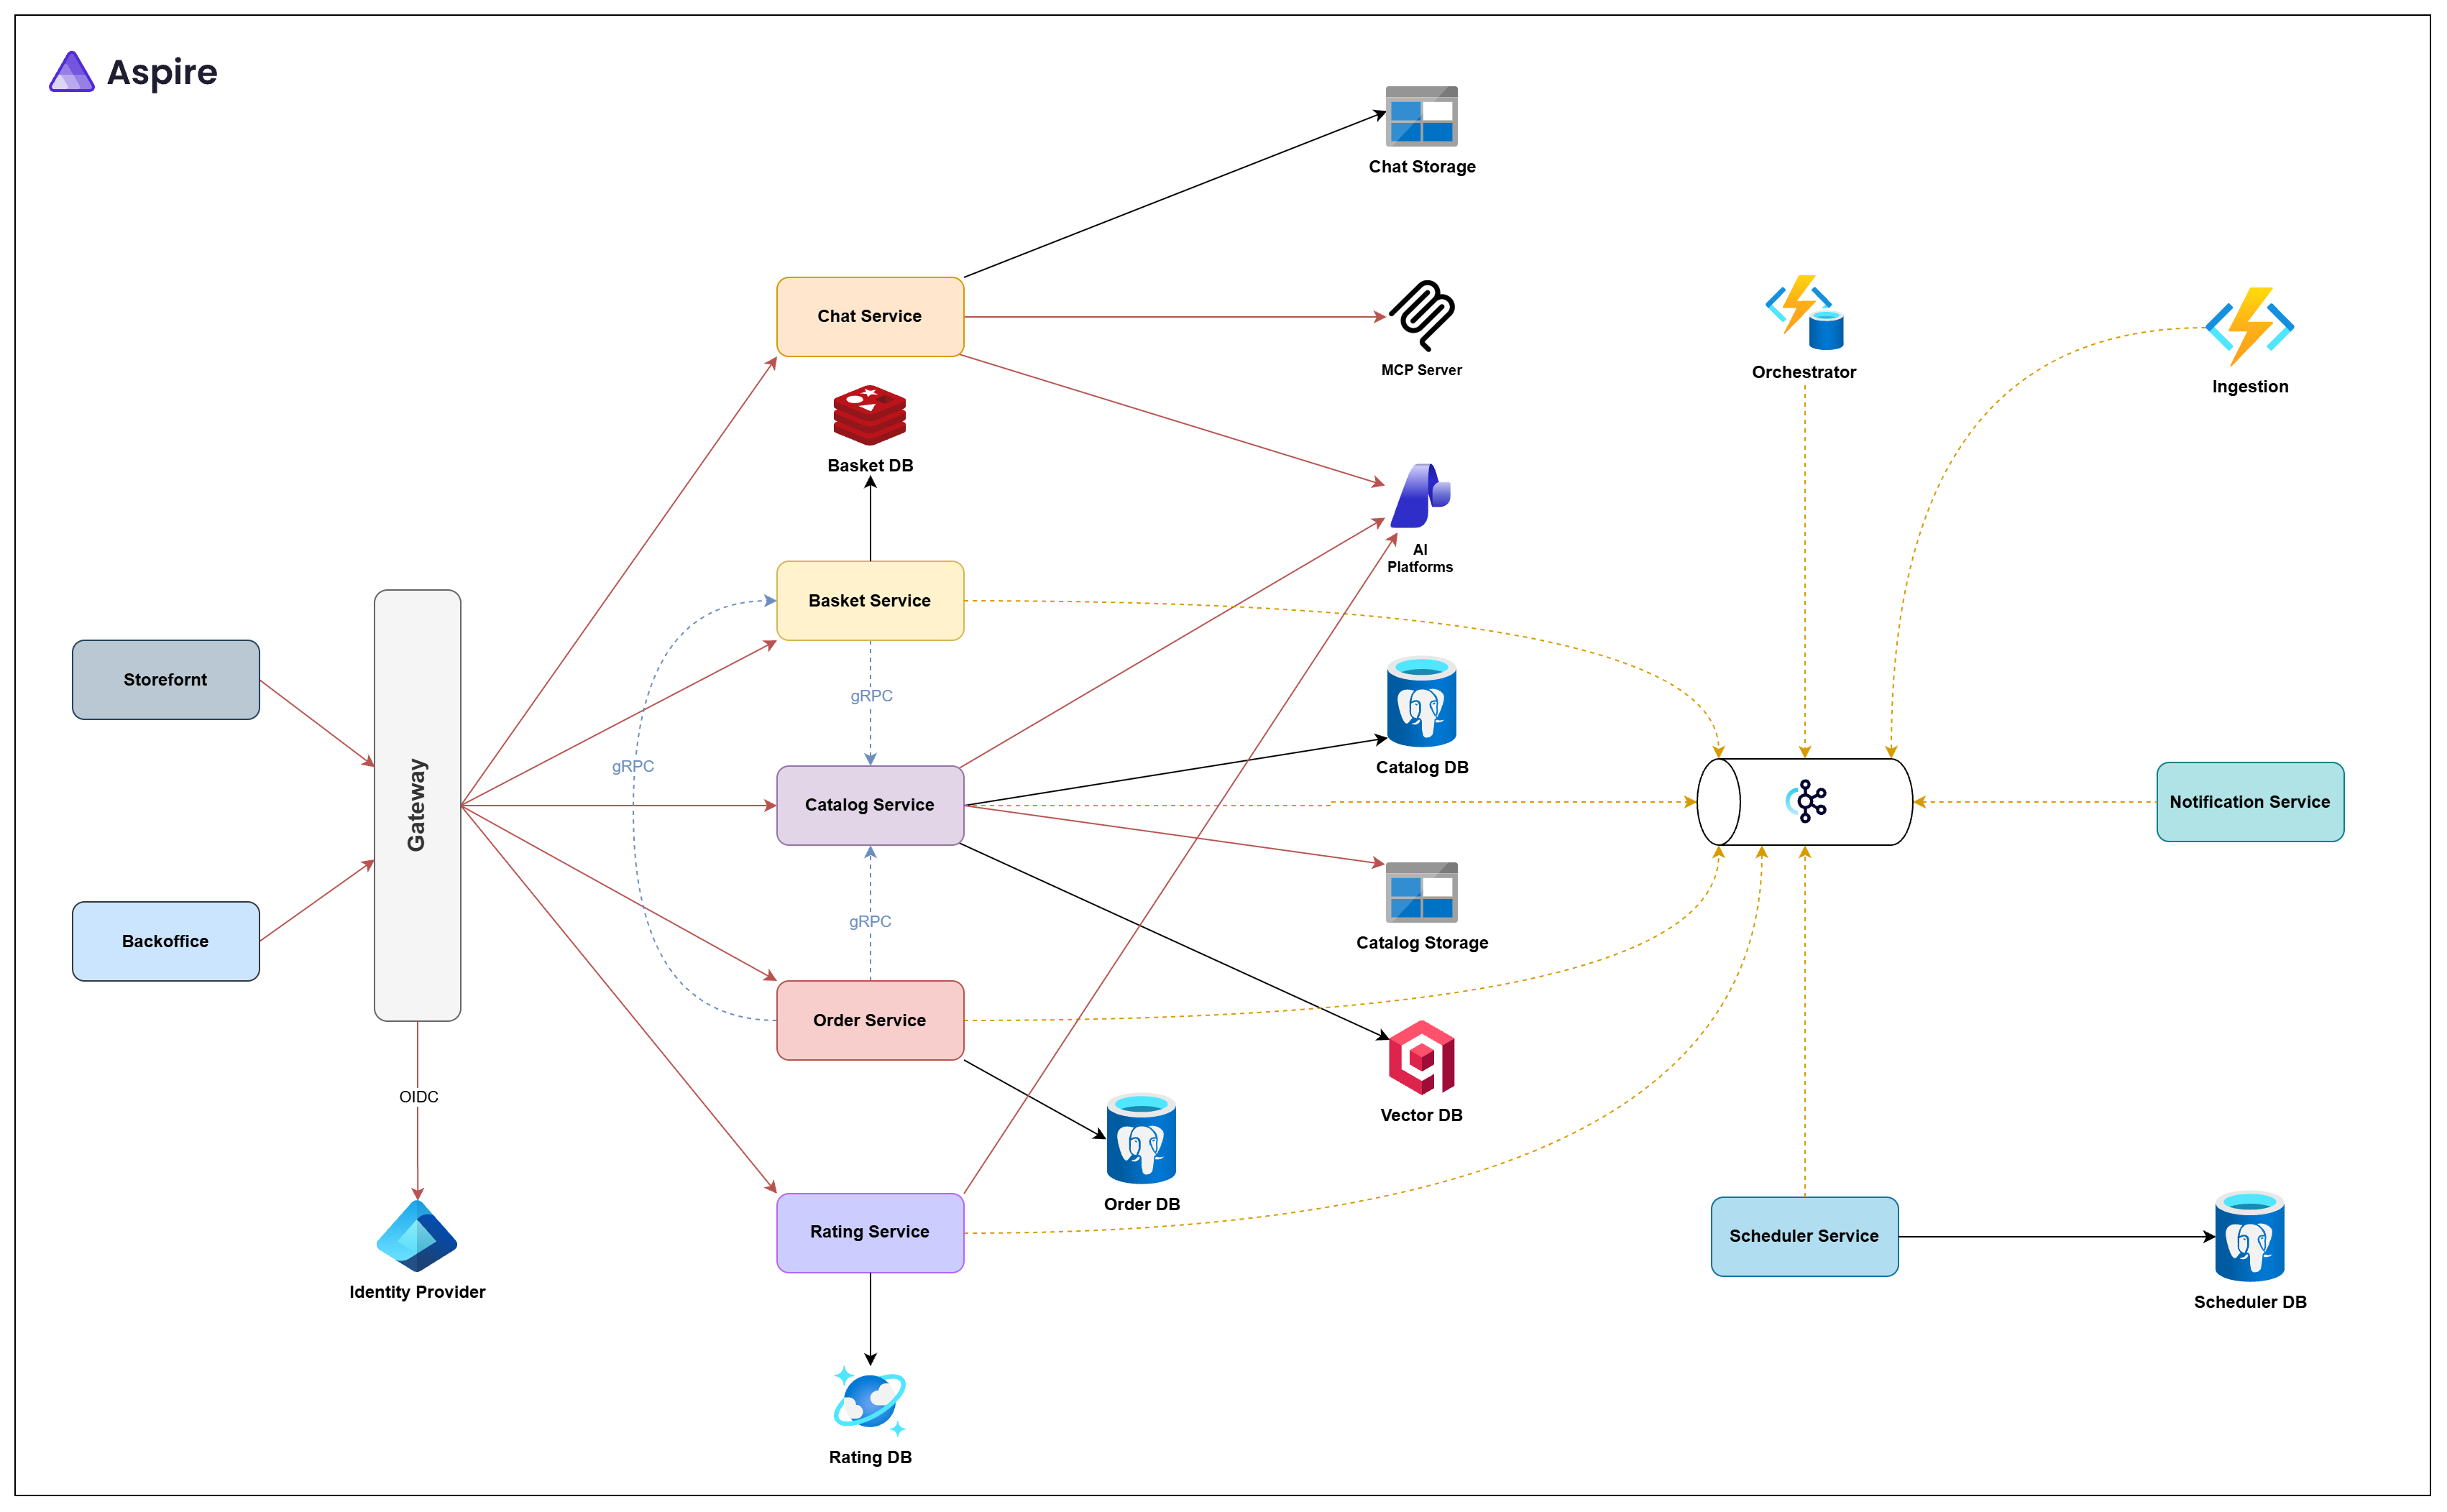 Aspire
Chat Storage
Chat Service
MCP Server
Orchestrator
Ingestion
Basket DB
AI
Platforms
Basket Service
Storefornt
gRPC
gRPC
Catalog DB
Gateway
Catalog Service
Notification Service
Backoffice
gRPC
Catalog Storage
Order Service
OIDC
Vector DB
Order DB
Rating Service
Scheduler Service
Identity Provider
Scheduler DB
Rating DB